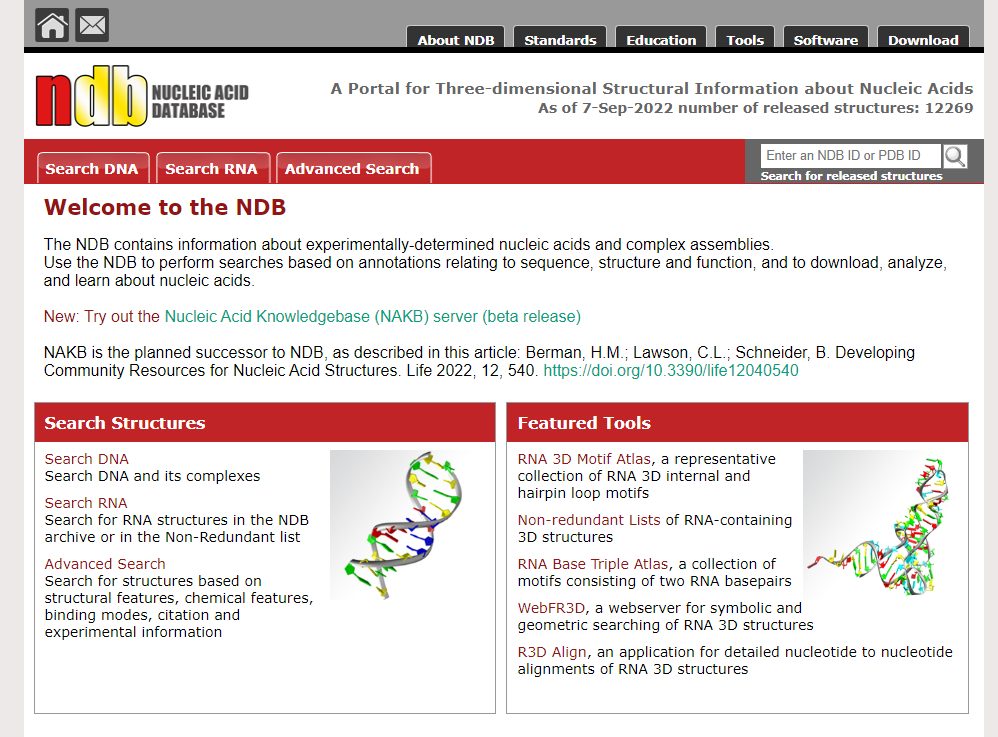 About NDB Standards Education Tools Software Download
ndb NUCLEIC ACID
DATABASE
A Portal for Three-dimensional Structural Information about Nucleic Acids
As of 7-Sep-2022 number of released structures: 12269
Search DNA Search RNA Advanced Search
Enter an NDB ID or PDB ID
Search for released structures
Welcome to the NDB
The NDB contains information about experimentally-determined nucleic acids and complex assemblies.
Use the NDB to perform searches based on annotations relating to sequence, structure and function, and to download, analyze,
and learn about nucleic acids.
New: Try out the Nucleic Acid Knowledgebase (NAKB) server (beta release)
NAKB is the planned successor to NDB, as described in this article: Berman, H.M.; Lawson, C.L.; Schneider, B. Developing
Community Resources for Nucleic Acid Structures. Life 2022, 12, 540. https://doi.org/10.3390/life12040540
Search Structures
Search DNA
Search DNA and its complexes
Search RNA
Search for RNA structures in the NDB
archive or in the Non-Redundant list
Advanced Search
Search for structures based on
structural features, chemical features,
binding modes, citation and
experimental information
Featured Tools
RNA 3D Motif Atlas, a representative
collection of RNA 3D internal and
hairpin loop motifs
Non-redundant Lists of RNA-containing
3D structures
RNA Base Triple Atlas, a collection of
motifs consisting of two RNA basepairs
WebFR3D, a webserver for symbolic and
geometric searching of RNA 3D structures
R3D Align, an application for detailed nucleotide to nucleotide
alignments of RNA 3D structures